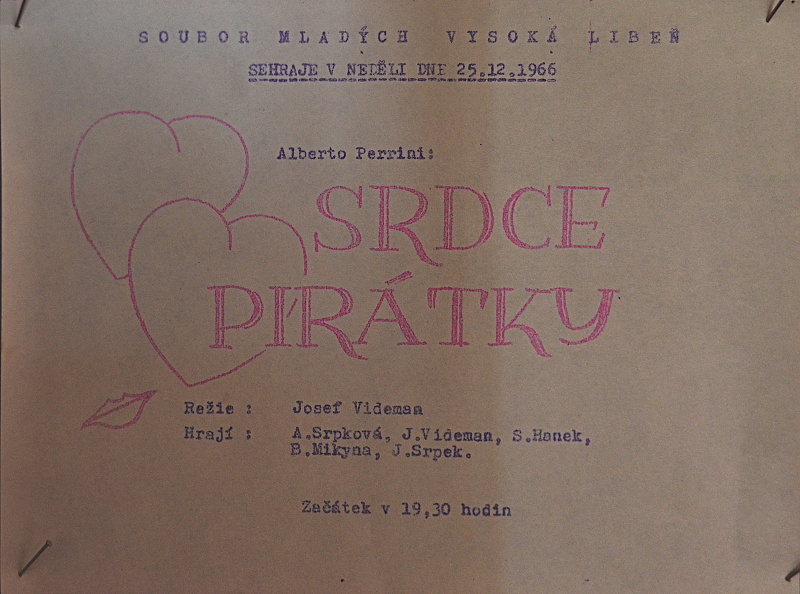 SOUBOR MLADÝCH VYSOKÁ LIBEŇ
SEHRAJE V NEDĚLI DNE 25.12.1966
Alberto Perrini:
SRDCE
PIRÁTKY
Režie : Josef Videman
Hrají : A.Srpková, J.Videman, S.Hanek,
B.Mikyna, J.Srpek.
Začátek v 19,30 hodin